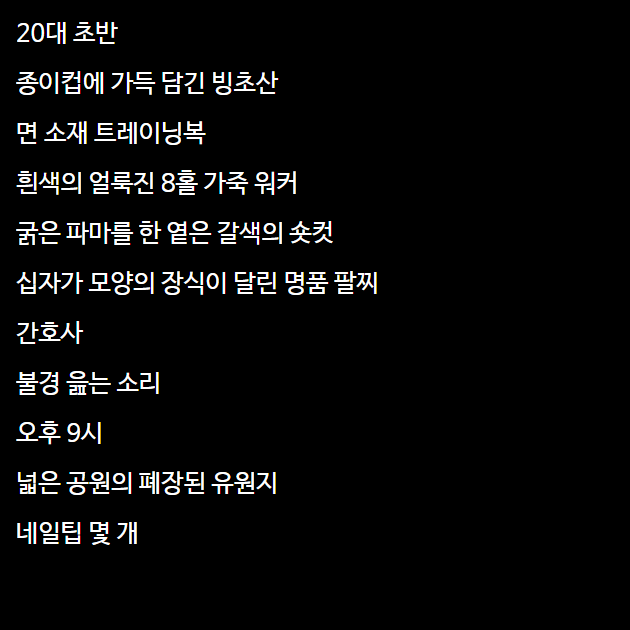 20대 초반
종이컵에 가득 담긴 빙초산
면 소재 트레이닝복
흰색의 얼룩진 8홀 가죽 워커
굵은 파마를 한 옅은 갈색의 숏컷
십자가 모양의 장식이 달린 명품 팔찌
간호사
불경 읊는 소리
오후 9시
넓은 공원의 폐장된 유원지
네일팁 몇 개